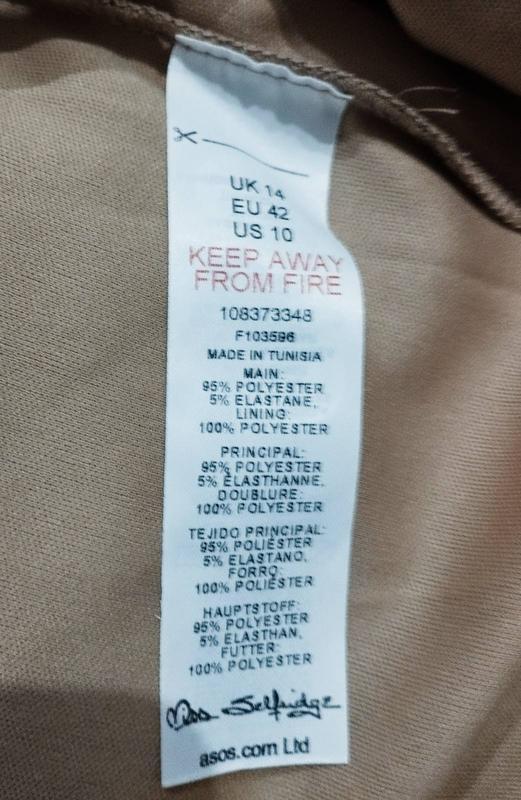 UK 14
EU 42
US 10
KEEP AWAY
FROM FIRE
108373348
F103596
MADE IN TUNISIA
MAIN:
95% POLYESTER
5% ELASTANE,
LINING:
100% POLYESTER
PRINCIPAL:
95% POLYESTER
5% ÉLASTHANNE,
DOUBLURE:
100% POLYESTER
TEJIDO PRINCIPAL:
95% POLIÉSTER
5% ELASTANO,
FORRO:
100% POLIÉSTER
HAUPTSTOFF:
95% POLYESTER
5% ELASTHAN,
FUTTER:
100% POLYESTER
Miss Selfridge
asos.com Ltd